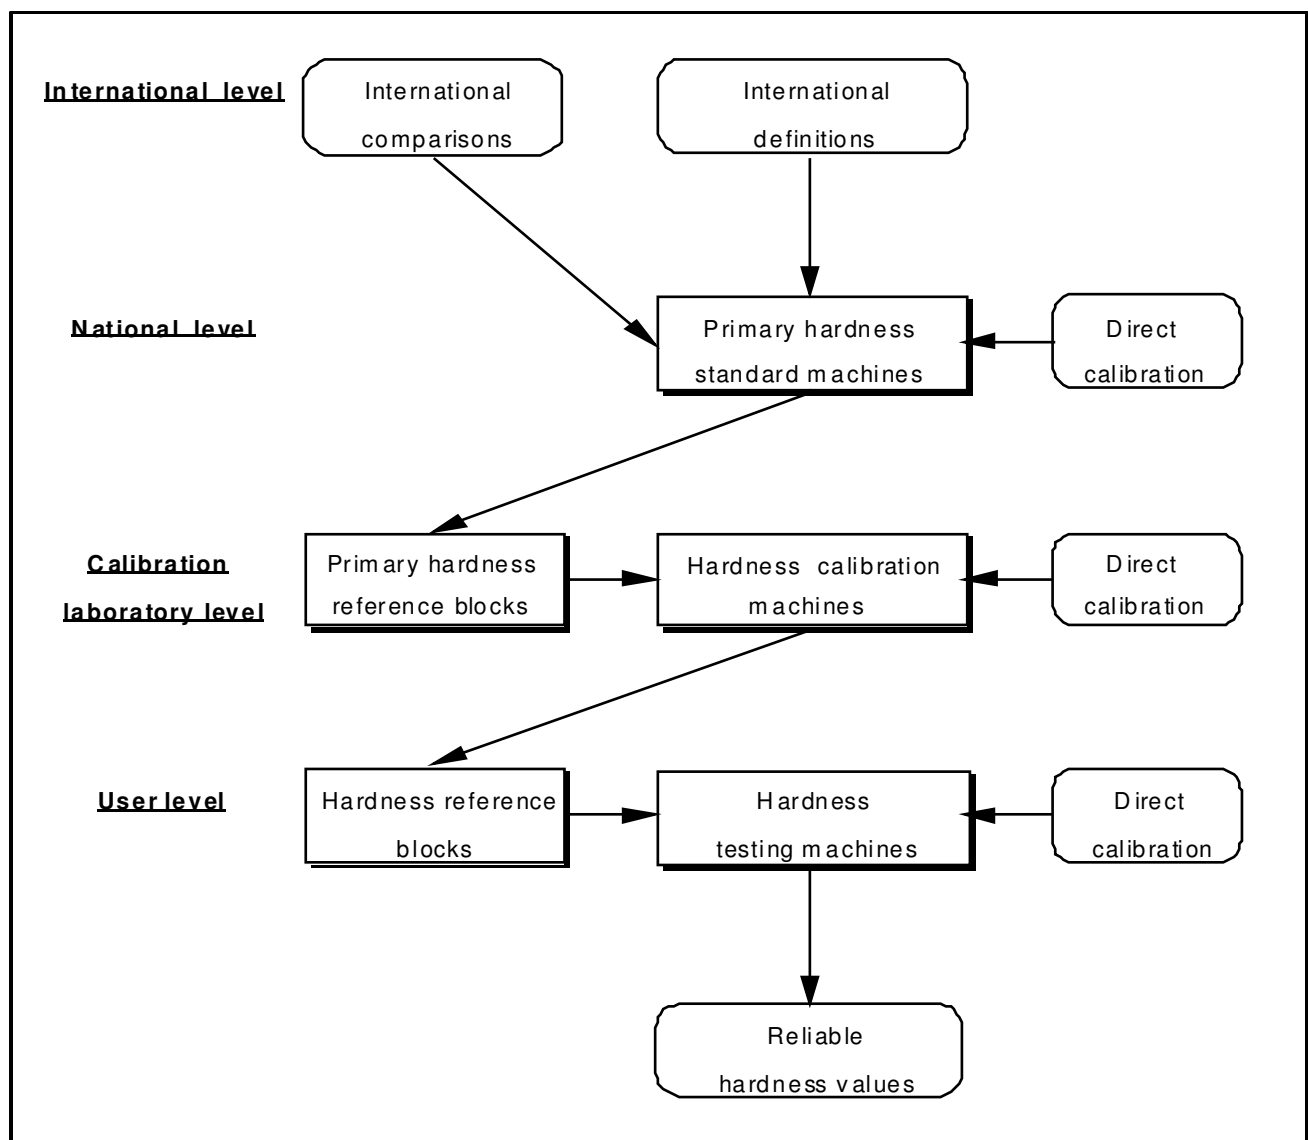 International level
International
comparisons
International
definitions
National level
Primary hardness
standard machines
Direct
calibration
Calibration
laboratory level
Primary hardness
reference blocks
Hardness calibration
machines
Direct
calibration
User level
Hardness reference
blocks
Hardness
testing machines
Direct
calibration
Reliable
hardness values